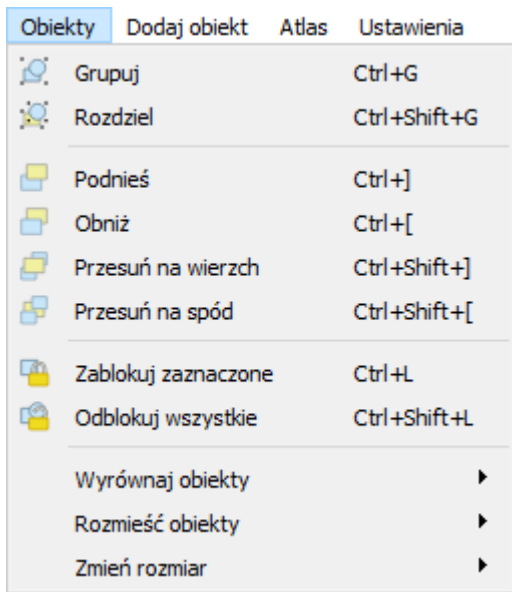 Obiekty Dodaj obiekt Atlas Ustawienia
Grupuj Ctrl+G
Rozdziel Ctrl+Shift+G
Podnieś Ctrl+]
Obniż Ctrl+[
Przesuń na wierzch Ctrl+Shift+]
Przesuń na spód Ctrl+Shift+[
Zablokuj zaznaczone Ctrl+L
Odblokuj wszystkie Ctrl+Shift+L
Wyrównaj obiekty
Rozmieść obiekty
Zmień rozmiar